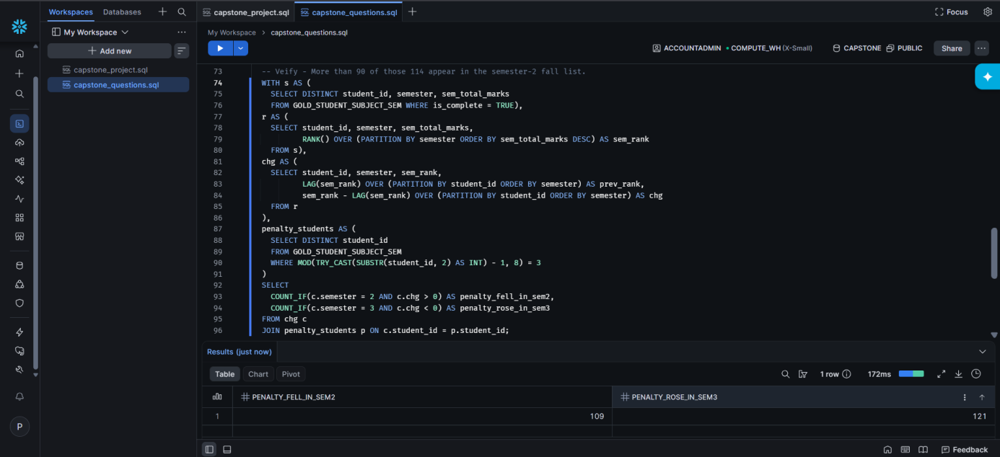 Workspaces Databases
My Workspace
Add new
capstone_project.sql
capstone_questions.sql
P
capstone_project.sql capstone_questions.sql Focus
My Workspace > capstone_questions.sql
ACCOUNTADMIN COMPUTE_WH (X-Small) CAPSTONE PUBLIC Share
73 -- Veify - More than 90 of those 114 appear in the semester-2 fall list.
74 WITH s AS (
75 SELECT DISTINCT student_id, semester, sem_total_marks
76 FROM GOLD_STUDENT_SUBJECT_SEM WHERE is_complete = TRUE),
77 r AS (
78 SELECT student_id, semester, sem_total_marks,
79 RANK() OVER (PARTITION BY semester ORDER BY sem_total_marks DESC) AS sem_rank
80 FROM s),
81 chg AS (
82 SELECT student_id, semester, sem_rank,
83 LAG(sem_rank) OVER (PARTITION BY student_id ORDER BY semester) AS prev_rank,
84 sem_rank - LAG(sem_rank) OVER (PARTITION BY student_id ORDER BY semester) AS chg
85 FROM r
86 ),
87 penalty_students AS (
88 SELECT DISTINCT student_id
89 FROM GOLD_STUDENT_SUBJECT_SEM
90 WHERE MOD(TRY_CAST(SUBSTR(student_id, 2) AS INT) - 1, 8) = 3
91 )
92 SELECT
93 COUNT_IF(c.semester = 2 AND c.chg > 0) AS penalty_fell_in_sem2,
94 COUNT_IF(c.semester = 3 AND c.chg < 0) AS penalty_rose_in_sem3
95 FROM chg c
96 JOIN penalty_students p ON c.student_id = p.student_id;
Results (just now)
Table Chart Pivot 1 row 172ms
PENALTY_FELL_IN_SEM2 PENALTY_ROSE_IN_SEM3
1 109 121
Feedback